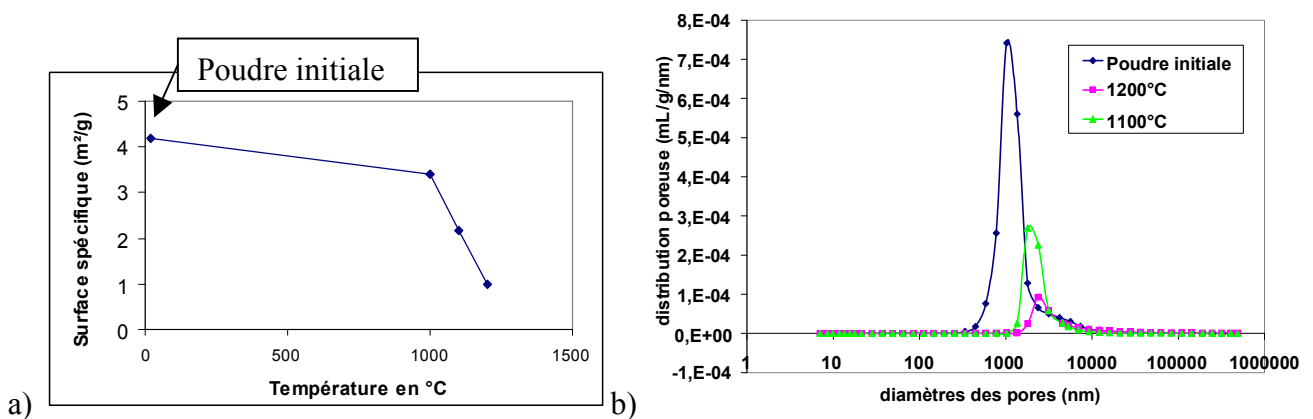 Poudre initiale
Surface spécifique (m²/g)
5
4
3
2
1
0
0 500 1000 1500
Température en °C
a)
distribution poreuse (mL/g/nm)
8,E-04
7,E-04
6,E-04
5,E-04
4,E-04
3,E-04
2,E-04
1,E-04
0,E+00
-1,E-04
Poudre initiale
1200°C
1100°C
1 10 100 1000 10000 100000 1000000
diamètres des pores (nm)
b)